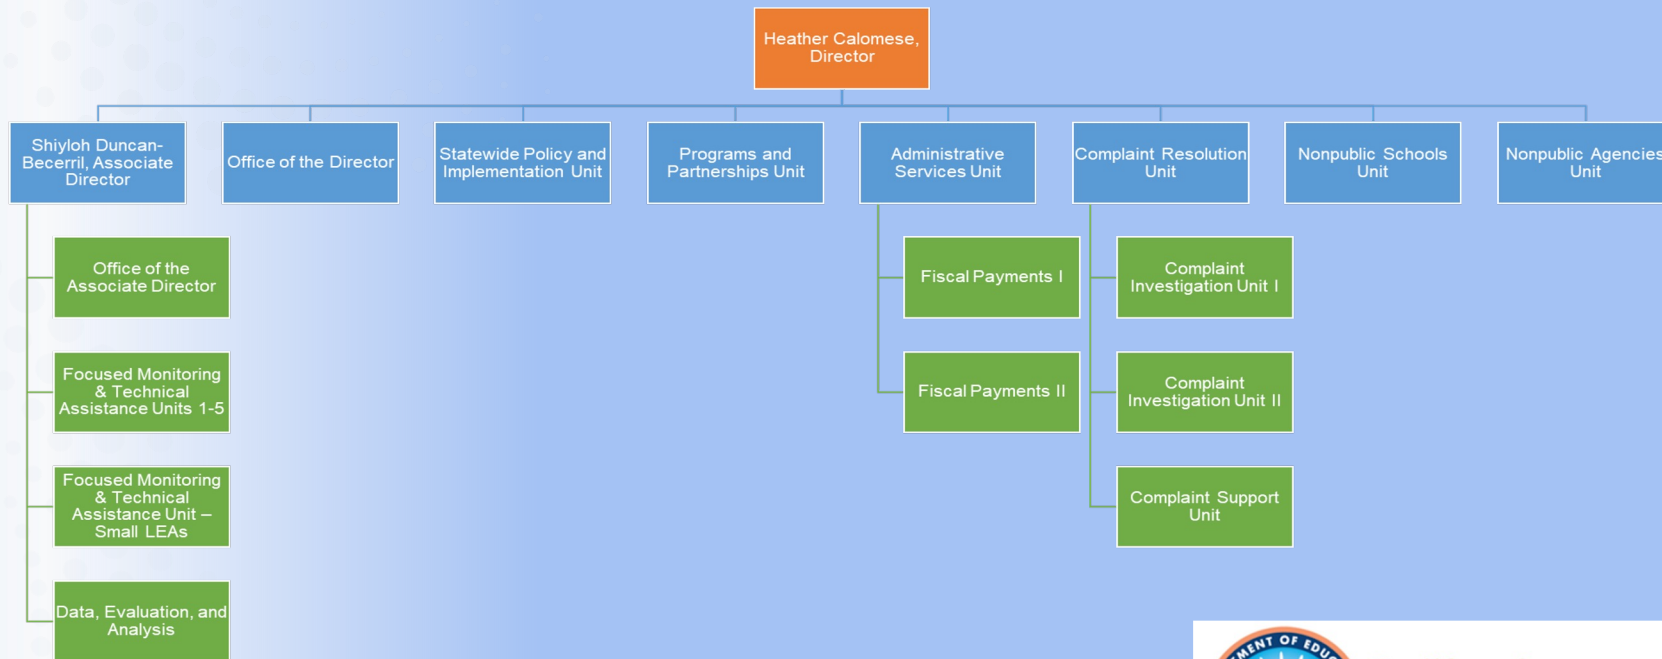 Heather Calomese,
Director
Shiyloh Duncan-
Becerril, Associate
Director
Office of the Director
Statewide Policy and
Implementation Unit
Programs and
Partnerships Unit
Administrative
Services Unit
Complaint Resolution
Unit
Nonpublic Schools
Unit
Nonpublic Agencies
Unit
Office of the
Associate Director
Focused Monitoring
& Technical
Assistance Units 1-5
Focused Monitoring
& Technical
Assistance Unit –
Small LEAs
Data, Evaluation, and
Analysis
Fiscal Payments I
Fiscal Payments II
Complaint
Investigation Unit I
Complaint
Investigation Unit II
Complaint Support
Unit
OF